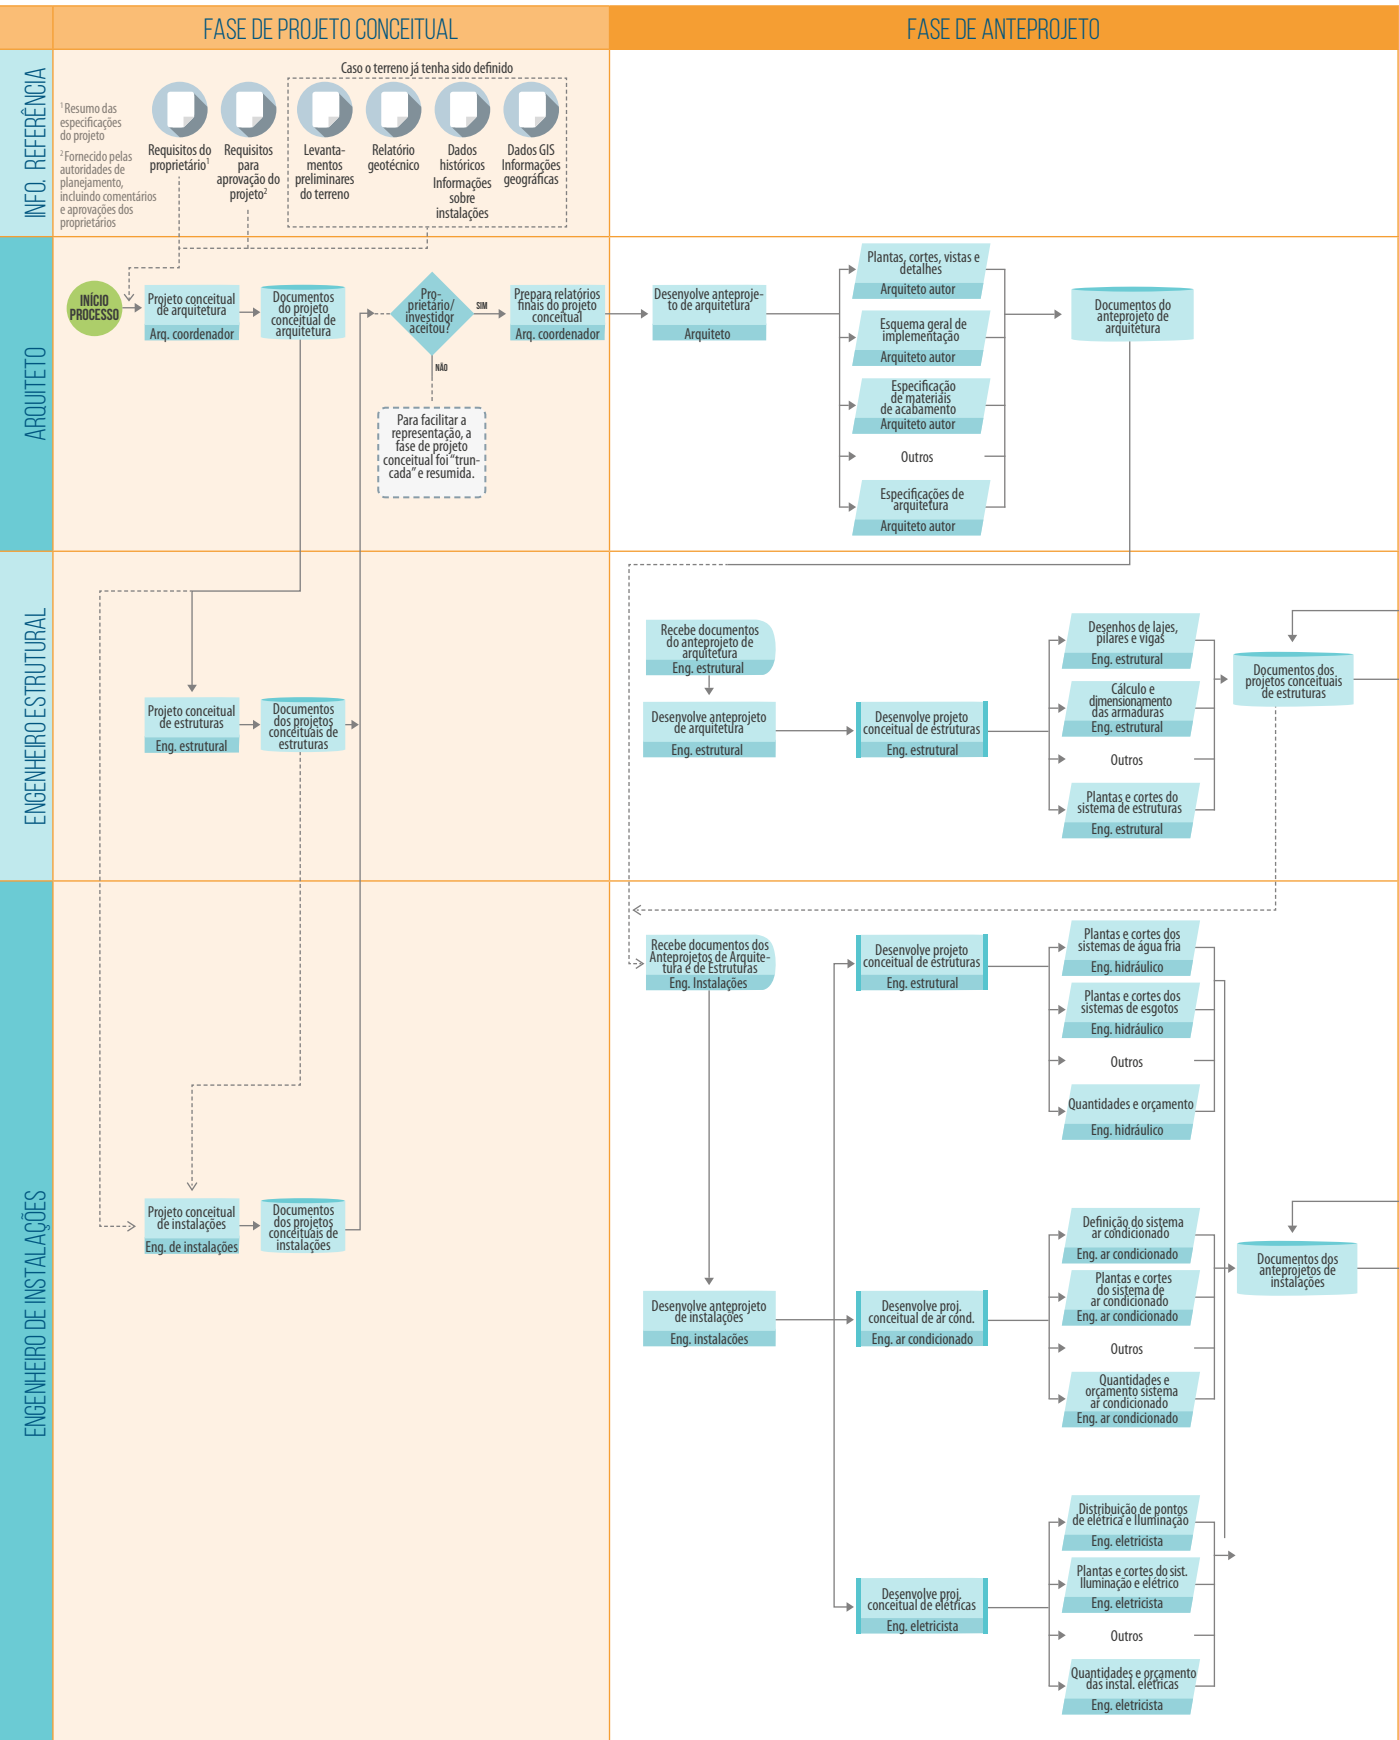 FASE DE PROJETO CONCEITUAL
FASE DE ANTEPROJETO
INFO. REFERÊNCIA
¹ Resumo das
especificações
do projeto
² Fornecido pelas
autoridades de
planejamento,
incluindo comentários
e aprovações dos
proprietários
Caso o terreno já tenha sido definido
Requisitos do
proprietário¹
Requisitos
para
aprovação do
projeto²
Levanta-
mentos
preliminares
do terreno
Relatório
geotécnico
Dados
históricos
Informações
sobre
instalações
Dados GIS
Informações
geográficas
ARQUITETO
INÍCIO
PROCESSO
Projeto conceitual
de arquitetura
Arq. coordenador
Documentos
do projeto
conceitual de
arquitetura
Pro-
prietário/
investidor
aceitou?
SIM
NÃO
Para facilitar a
representação, a
fase de projeto
conceitual foi “trun-
cada” e resumida.
Prepara relatórios
finais do projeto
conceitual
Arq. coordenador
Desenvolve anteproje-
to de arquitetura
Arquiteto
Plantas, cortes, vistas e
detalhes
Arquiteto autor
Esquema geral de
implementação
Arquiteto autor
Especificação
de materiais
de acabamento
Arquiteto autor
Outros
Especificações de
arquitetura
Arquiteto autor
Documentos do
anteprojeto de
arquitetura
ENGENHEIRO ESTRUTURAL
Projeto conceitual
de estruturas
Eng. estrutural
Documentos
dos projetos
conceituais de
estruturas
Recebe documentos
do anteprojeto de
arquitetura
Eng. estrutural
Desenvolve anteprojeto
de arquitetura
Eng. estrutural
Desenvolve projeto
conceitual de estruturas
Eng. estrutural
Desenhos de lajes,
pilares e vigas
Eng. estrutural
Cálculo e
dimensionamento
das armaduras
Eng. estrutural
Outros
Plantas e cortes do
sistema de estruturas
Eng. estrutural
Documentos dos
projetos conceituais
de estruturas
ENGENHEIRO DE INSTALAÇÕES
Projeto conceitual
de instalações
Eng. de instalações
Documentos
dos projetos
conceituais de
instalações
Recebe documentos dos
Anteprojetos de Arquite-
tura e de Estruturas
Eng. Instalações
Desenvolve anteprojeto
de instalações
Eng. instalacões
Desenvolve projeto
conceitual de estruturas
Eng. estrutural
Plantas e cortes dos
sistemas de água fria
Eng. hidráulico
Plantas e cortes dos
sistemas de esgotos
Eng. hidráulico
Outros
Quantidades e orçamento
Eng. hidráulico
Desenvolve proj.
conceitual de ar cond.
Eng. ar condicionado
Definição do sistema
ar condicionado
Eng. ar condicionado
Plantas e cortes
do sistema de
ar condicionado
Eng. ar condicionado
Outros
Quantidades e
orçamento sistema
ar condicionado
Eng. ar condicionado
Documentos dos
anteprojetos de
instalações
Desenvolve proj.
conceitual de elétricas
Eng. eletricista
Distribuição de pontos
de elétrica e Iluminação
Eng. eletricista
Plantas e cortes do sist.
Iluminação e elétrico
Eng. eletricista
Outros
Quantidades e orçamento
das instal. elétricas
Eng. eletricista